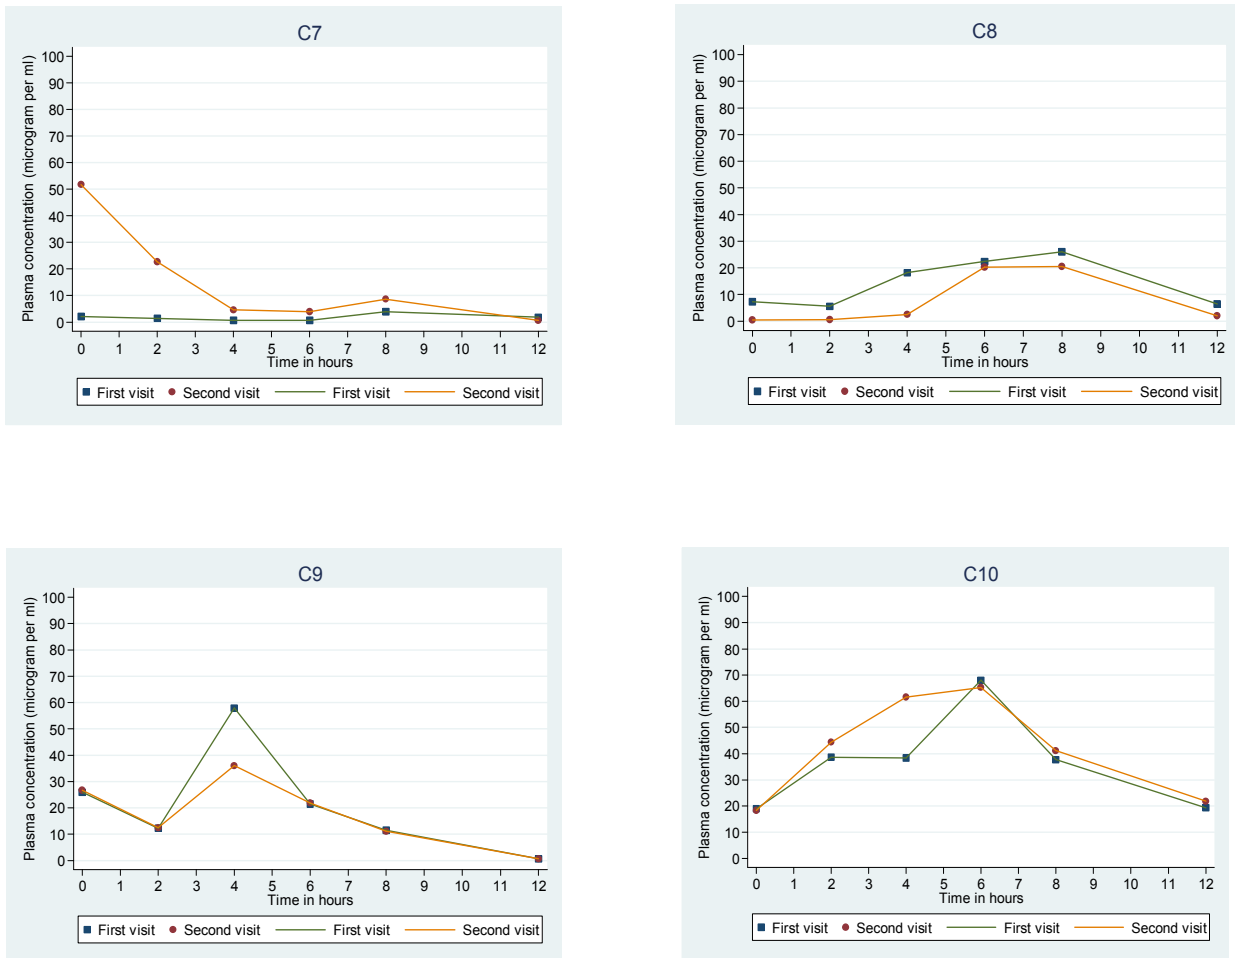 C7
Plasma concentration (microgram per ml)
100
90
80
70
60
50
40
30
20
10
0
0 1 2 3 4 5 6 7 8 9 10 11 12
Time in hours
First visit Second visit First visit Second visit
C8
Plasma concentration (microgram per ml)
100
90
80
70
60
50
40
30
20
10
0
0 1 2 3 4 5 6 7 8 9 10 11 12
Time in hours
First visit Second visit First visit Second visit
C9
Plasma concentration (microgram per ml)
100
90
80
70
60
50
40
30
20
10
0
0 1 2 3 4 5 6 7 8 9 10 11 12
Time in hours
First visit Second visit First visit Second visit
C10
Plasma concentration (microgram per ml)
100
90
80
70
60
50
40
30
20
10
0
0 1 2 3 4 5 6 7 8 9 10 11 12
Time in hours
First visit Second visit First visit Second visit